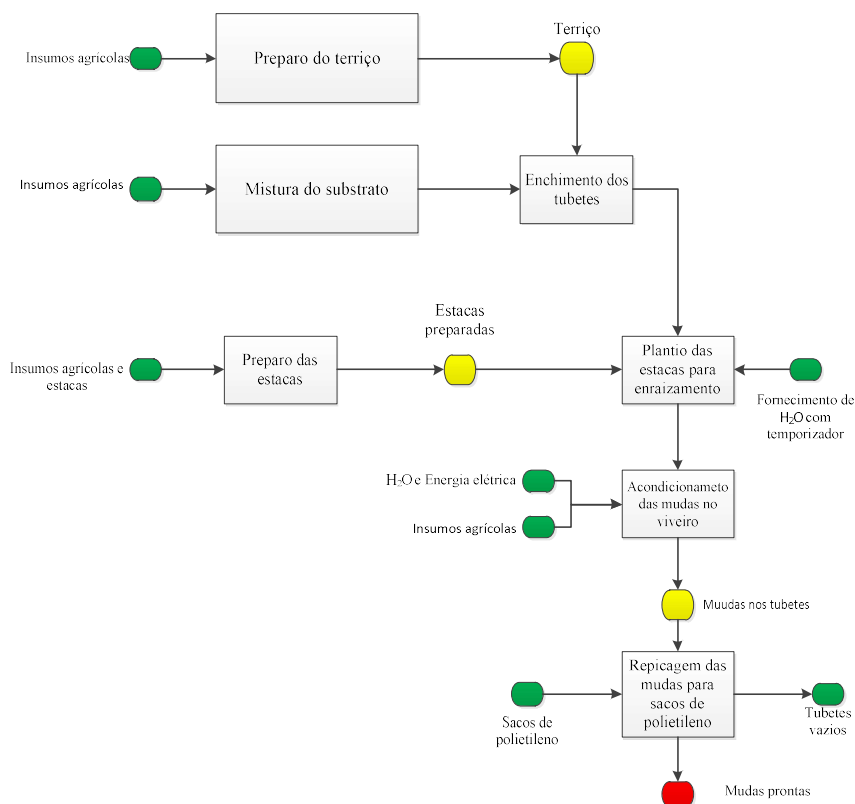 Terriço
Insumos agrícolas
Preparo do terriço
Insumos agrícolas
Mistura do substrato
Enchimento dos
tubetes
Estacas
preparadas
Insumos agrícolas e
estacas
Preparo das
estacas
Plantio das
estacas para
enraizamento
Fornecimento de
H₂O com
temporizador
H₂O e Energia elétrica
Insumos agrícolas
Acondicionameto
das mudas no
viveiro
Muudas nos tubetes
Sacos de
polietileno
Repicagem das
mudas para
sacos de
polietileno
Tubetes
vazios
Mudas prontas